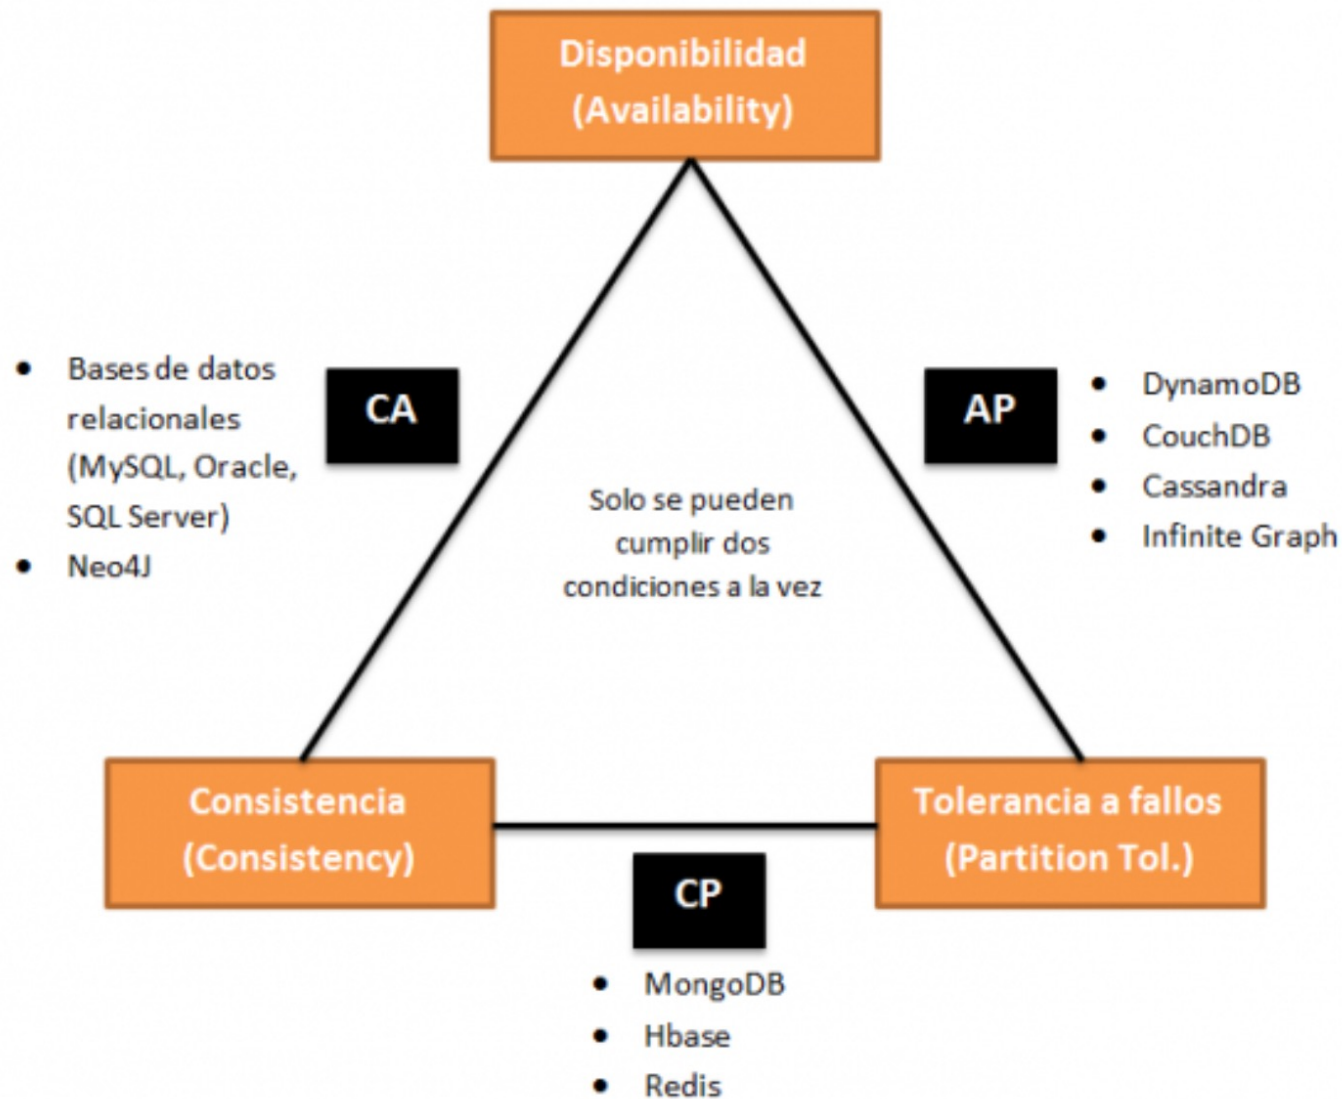 Disponibilidad
(Availability)
• Bases de datos
relacionales
(MySQL, Oracle,
SQL Server)
• Neo4J
CA
AP
• DynamoDB
• CouchDB
• Cassandra
• Infinite Graph
Solo se pueden
cumplir dos
condiciones a la vez
Consistencia
(Consistency)
Tolerancia a fallos
(Partition Tol.)
CP
• MongoDB
• Hbase
• Redis